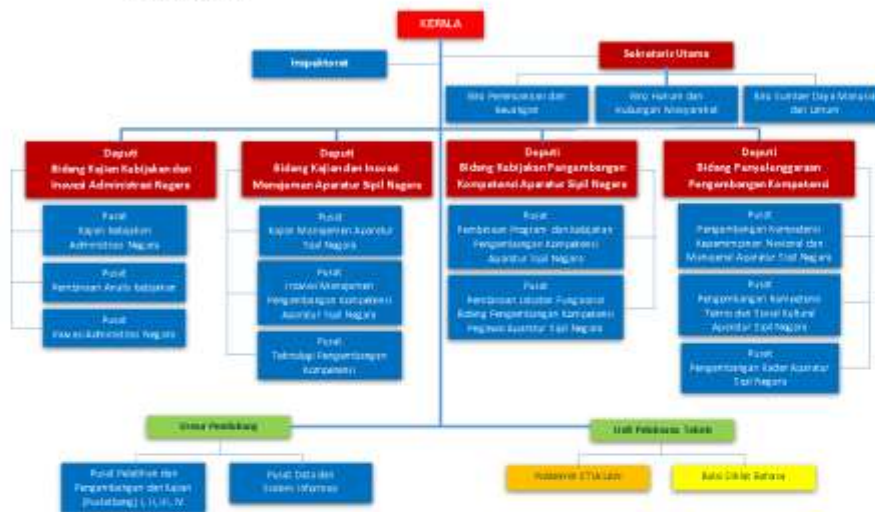 KEPALA
Inspektorat
Sekretaris Utama
Biro Perencanaan dan
Keuangan
Biro Hukum dan
Hubungan Masyarakat
Biro Sumber Daya Manusia
dan Umum
Deputi
Bidang Kajian Kebijakan dan
Inovasi Administrasi Negara
Deputi
Bidang Kajian dan Inovasi
Manajemen Aparatur Sipil Negara
Deputi
Bidang Kebijakan Pengembangan
Kompetensi Aparatur Sipil Negara
Deputi
Bidang Penyelenggaraan
Pengembangan Kompetensi
Pusat
Kajian Kebijakan
Administrasi Negara
Pusat
Pembinaan Analis Kebijakan
Pusat
Inovasi Administrasi Negara
Pusat
Kajian Manajemen Aparatur
Sipil Negara
Pusat
Inovasi Manajemen
Pengembangan Kompetensi
Aparatur Sipil Negara
Pusat
Teknologi Pengembangan
Kompetensi
Pusat
Pembinaan Program dan Kebijakan
Pengembangan Kompetensi
Aparatur Sipil Negara
Pusat
Pembinaan Jabatan Fungsional
Bidang Pengembangan Kompetensi
Pegawai Aparatur Sipil Negara
Pusat
Pengembangan Kompetensi
Kepemimpinan Nasional dan
Manajerial Aparatur Sipil Negara
Pusat
Pengembangan Kompetensi
Teknis dan Sosial Kultural
Aparatur Sipil Negara
Pusat
Pengembangan Kader Aparatur
Sipil Negara
Unsur Pendukung
Unit Pelaksana Teknis
Pusat Pelatihan dan
Pengembangan dan Kajian
(Puslatbang) I, II, III, IV
Pusat Data dan
Sistem Informasi
Politeknik STIA LAN
Balai Diklat Bahasa